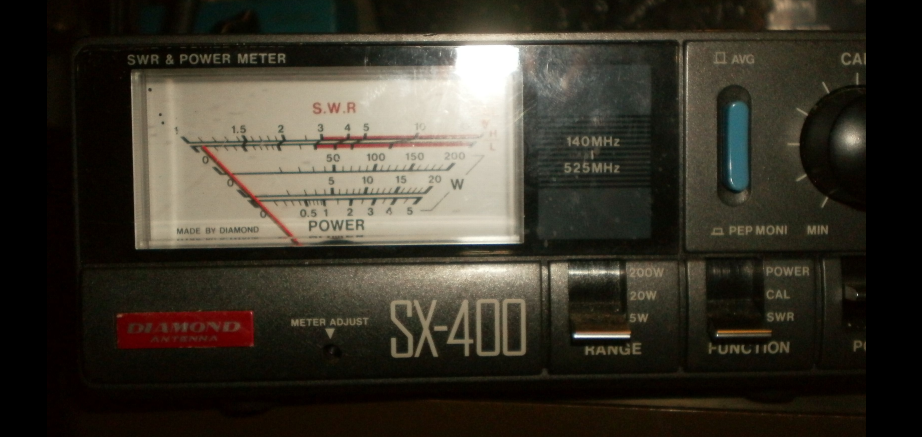 SWR & POWER METER
S.W.R
1 1.5 2 3 4 5 10 H
L
0 50 100 150 200
0 5 10 15 20 W
0 0.5 1 2 3 4 5
MADE BY DIAMOND POWER
140MHz
525MHz
AVG CAL
PEP MONI MIN
DIAMOND
ANTENNA
METER ADJUST
SX-400
200W
20W
5W
RANGE
POWER
CAL
SWR
FUNCTION
PO